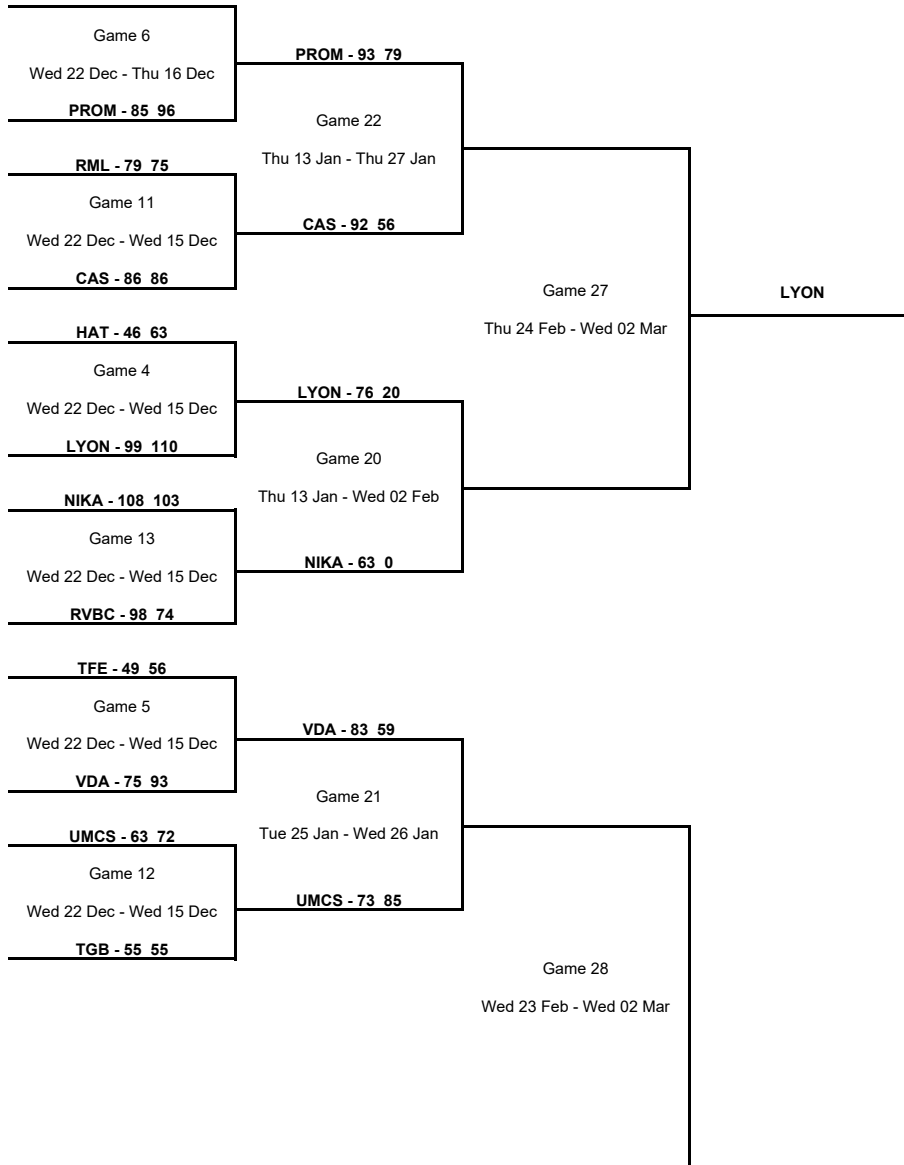 Game 6
Wed 22 Dec - Thu 16 Dec
PROM - 85 96
RML - 79 75
Game 11
Wed 22 Dec - Wed 15 Dec
CAS - 86 86
HAT - 46 63
Game 4
Wed 22 Dec - Wed 15 Dec
LYON - 99 110
NIKA - 108 103
Game 13
Wed 22 Dec - Wed 15 Dec
RVBC - 98 74
TFE - 49 56
Game 5
Wed 22 Dec - Wed 15 Dec
VDA - 75 93
UMCS - 63 72
Game 12
Wed 22 Dec - Wed 15 Dec
TGB - 55 55
PROM - 93 79
Game 22
Thu 13 Jan - Thu 27 Jan
CAS - 92 56
LYON - 76 20
Game 20
Thu 13 Jan - Wed 02 Feb
NIKA - 63 0
VDA - 83 59
Game 21
Tue 25 Jan - Wed 26 Jan
UMCS - 73 85
Game 27
Thu 24 Feb - Wed 02 Mar
Game 28
Wed 23 Feb - Wed 02 Mar
LYON